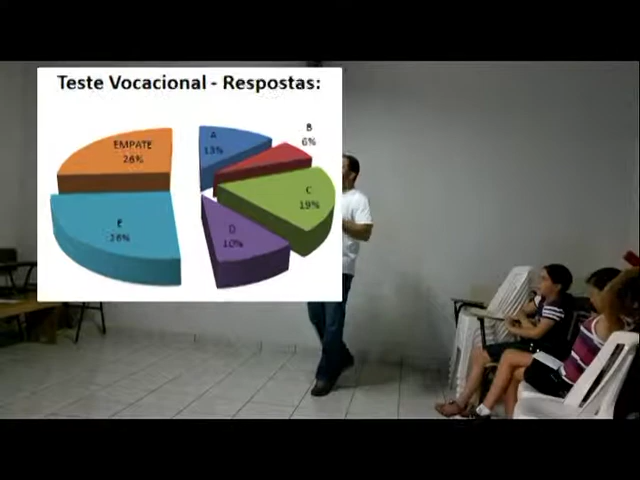 Teste Vocacional - Respostas:
EMPATE
26%
A
13%
B
6%
C
19%
D
10%
E
26%